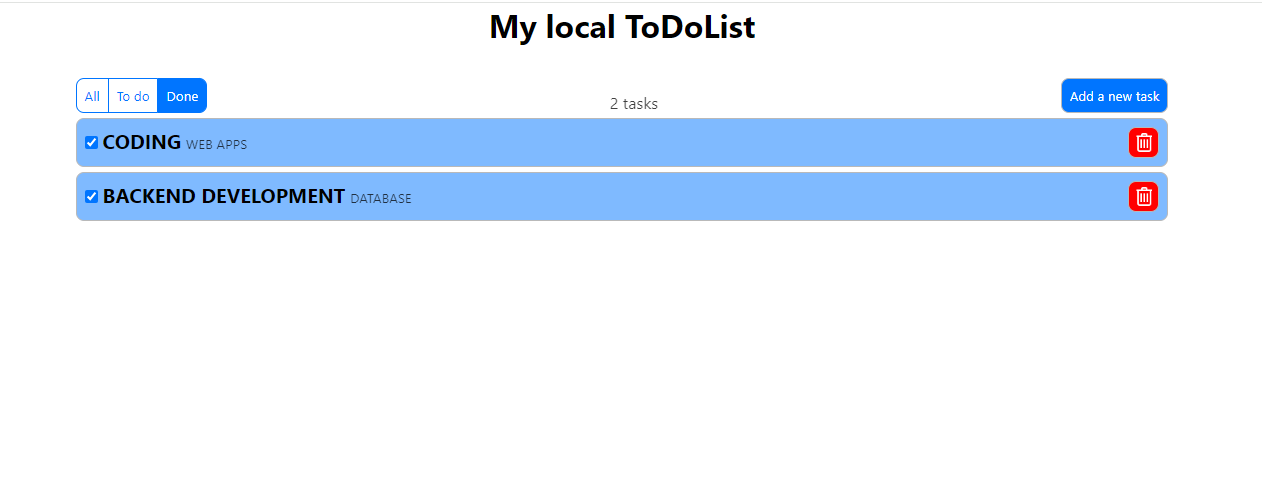 My local ToDoList
All To do Done
2 tasks
Add a new task
CODING WEB APPS
BACKEND DEVELOPMENT DATABASE